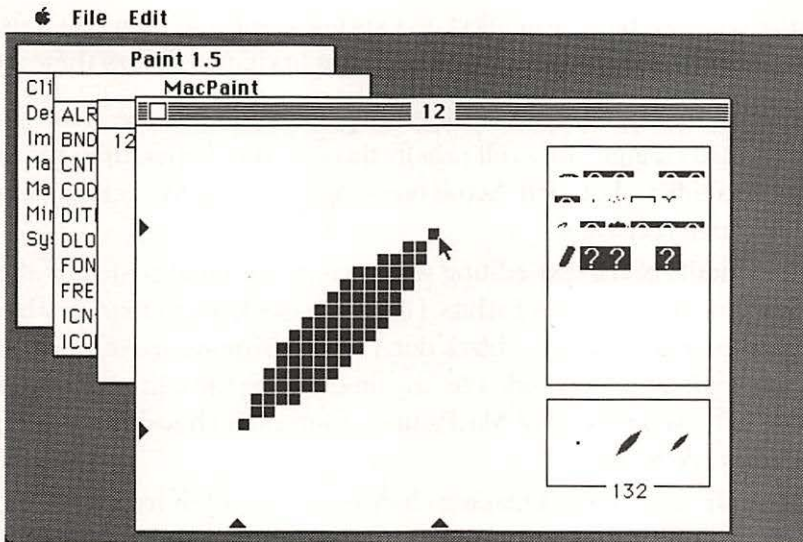 File Edit
Paint 1.5
MacPaint
12
Cli
De
Im
Ma
Ma
Mi
Sy
ALR
BND
CNT
COD
DIT
DLO
FON
FRE
ICN
ICO
12
? ? ?
132